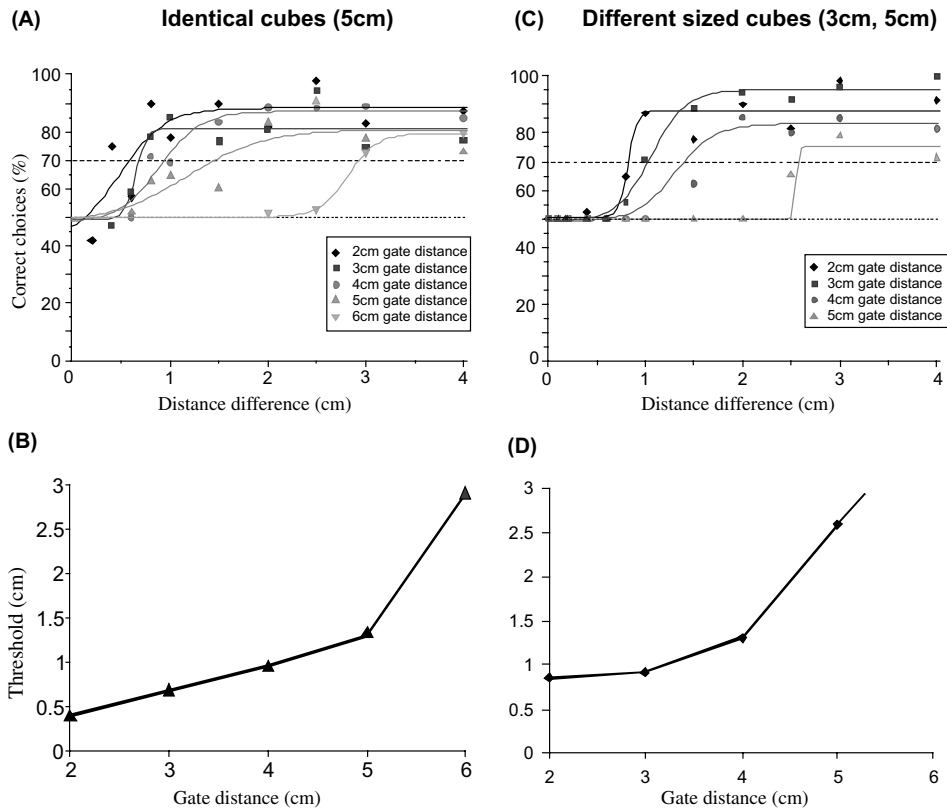 (A) Identical cubes (5cm)
100
80
70
60
40
20
0
Correct choices (%)
0 1 2 3 4
Distance difference (cm)
2cm gate distance
3cm gate distance
4cm gate distance
5cm gate distance
6cm gate distance
(C) Different sized cubes (3cm, 5cm)
100
80
70
60
40
20
0
0 1 2 3 4
Distance difference (cm)
2cm gate distance
3cm gate distance
4cm gate distance
5cm gate distance
(B)
3
2.5
2
1.5
1
0.5
0
Threshold (cm)
2 3 4 5 6
Gate distance (cm)
(D)
3
2.5
2
1.5
1
0.5
0
2 3 4 5 6
Gate distance (cm)